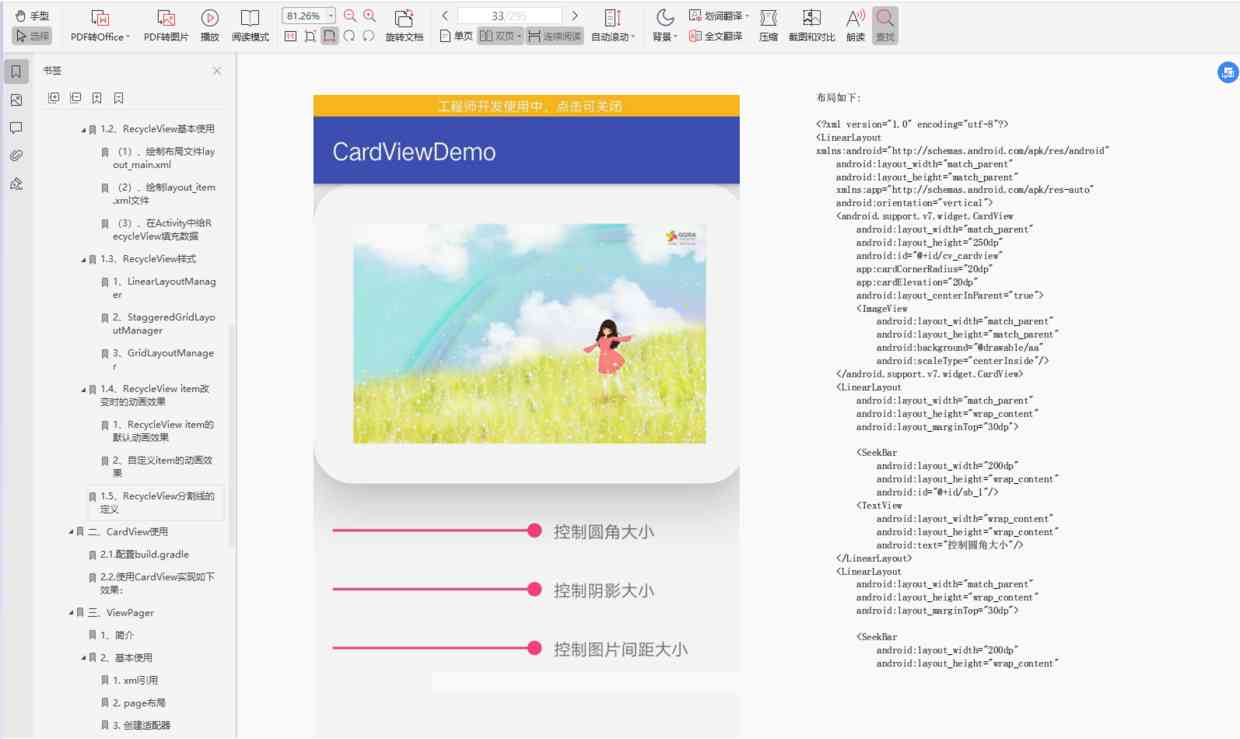 手型
选择
PDF转Office
PDF转图片
播放
阅读模式
81.26%
旋转文档
33/295
单页
双页
连续阅读
自动滚动
背景
划词翻译
全文翻译
压缩
截图和对比
朗读
查找
书签
1.2、RecycleView基本使用
（1）、绘制布局文件lay
out_main.xml
（2）、绘制layout_item
.xml文件
（3）、在Activity中给R
ecycleView填充数据
1.3、RecycleView样式
1、LinearLayoutManag
er
2、StaggeredGridLayo
utManager
3、GridLayoutManage
r
1.4、RecycleView item改
变时的动画效果
1、RecycleView item的
默认动画效果
2、自定义item的动画效
果
1.5、RecycleView分割线的
定义
二、CardView使用
2.1.配置build.gradle
2.2.使用CardView实现如下
效果：
三、ViewPager
1、简介
2、基本使用
1. xml引用
2. page布局
3. 创建适配器
工程师开发使用中，点击可关闭
CardViewDemo
控制圆角大小
控制阴影大小
控制图片间距大小
布局如下：
<?xml version="1.0" encoding="utf-8"?>
<LinearLayout
xmlns:android="http://schemas.android.com/apk/res/android"
android:layout_width="match_parent"
android:layout_height="match_parent"
xmlns:app="http://schemas.android.com/apk/res-auto"
android:orientation="vertical">
<android.support.v7.widget.CardView
android:layout_width="match_parent"
android:layout_height="250dp"
android:id="@+id/cv_cardview"
app:cardCornerRadius="20dp"
app:cardElevation="20dp"
android:layout_centerInParent="true">
<ImageView
android:layout_width="match_parent"
android:layout_height="match_parent"
android:background="@drawable/aa"
android:scaleType="centerInside"/>
</android.support.v7.widget.CardView>
<LinearLayout
android:layout_width="match_parent"
android:layout_height="wrap_content"
android:layout_marginTop="30dp">
<SeekBar
android:layout_width="200dp"
android:layout_height="wrap_content"
android:id="@+id/sb_1"/>
<TextView
android:layout_width="wrap_content"
android:layout_height="wrap_content"
android:text="控制圆角大小"/>
</LinearLayout>
<LinearLayout
android:layout_width="match_parent"
android:layout_height="wrap_content"
android:layout_marginTop="30dp">
<SeekBar
android:layout_width="200dp"
android:layout_height="wrap_content"